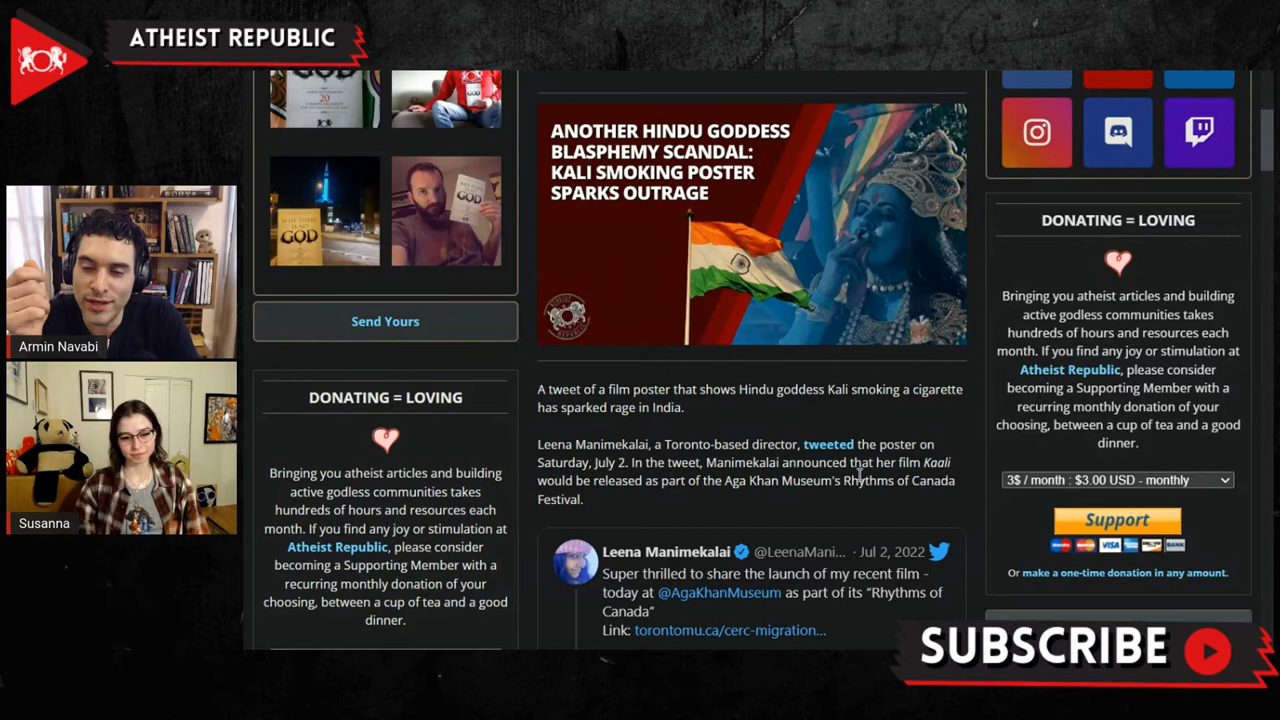 ATHEIST REPUBLIC
Armin Navabi
Susanna
20
GOD
WHY THERE
IS NO
GOD
GOD
Send Yours
DONATING = LOVING
Bringing you atheist articles and building
active godless communities takes
hundreds of hours and resources each
month. If you find any joy or stimulation at
Atheist Republic, please consider
becoming a Supporting Member with a
recurring monthly donation of your
choosing, between a cup of tea and a good
dinner.
ANOTHER HINDU GODDESS
BLASPHEMY SCANDAL:
KALI SMOKING POSTER
SPARKS OUTRAGE
A tweet of a film poster that shows Hindu goddess Kali smoking a cigarette
has sparked rage in India.
Leena Manimekalai, a Toronto-based director, tweeted the poster on
Saturday, July 2. In the tweet, Manimekalai announced that her film Kaali
would be released as part of the Aga Khan Museum's Rhythms of Canada
Festival.
Leena Manimekalai @LeenaMani... · Jul 2, 2022
Super thrilled to share the launch of my recent film -
today at @AgaKhanMuseum as part of its "Rhythms of
Canada"
Link: torontomu.ca/cerc-migration...
DONATING = LOVING
Bringing you atheist articles and building
active godless communities takes
hundreds of hours and resources each
month. If you find any joy or stimulation at
Atheist Republic, please consider
becoming a Supporting Member with a
recurring monthly donation of your
choosing, between a cup of tea and a good
dinner.
3$ / month : $3.00 USD - monthly
Support
VISA
BANK
Or make a one-time donation in any amount.
SUBSCRIBE